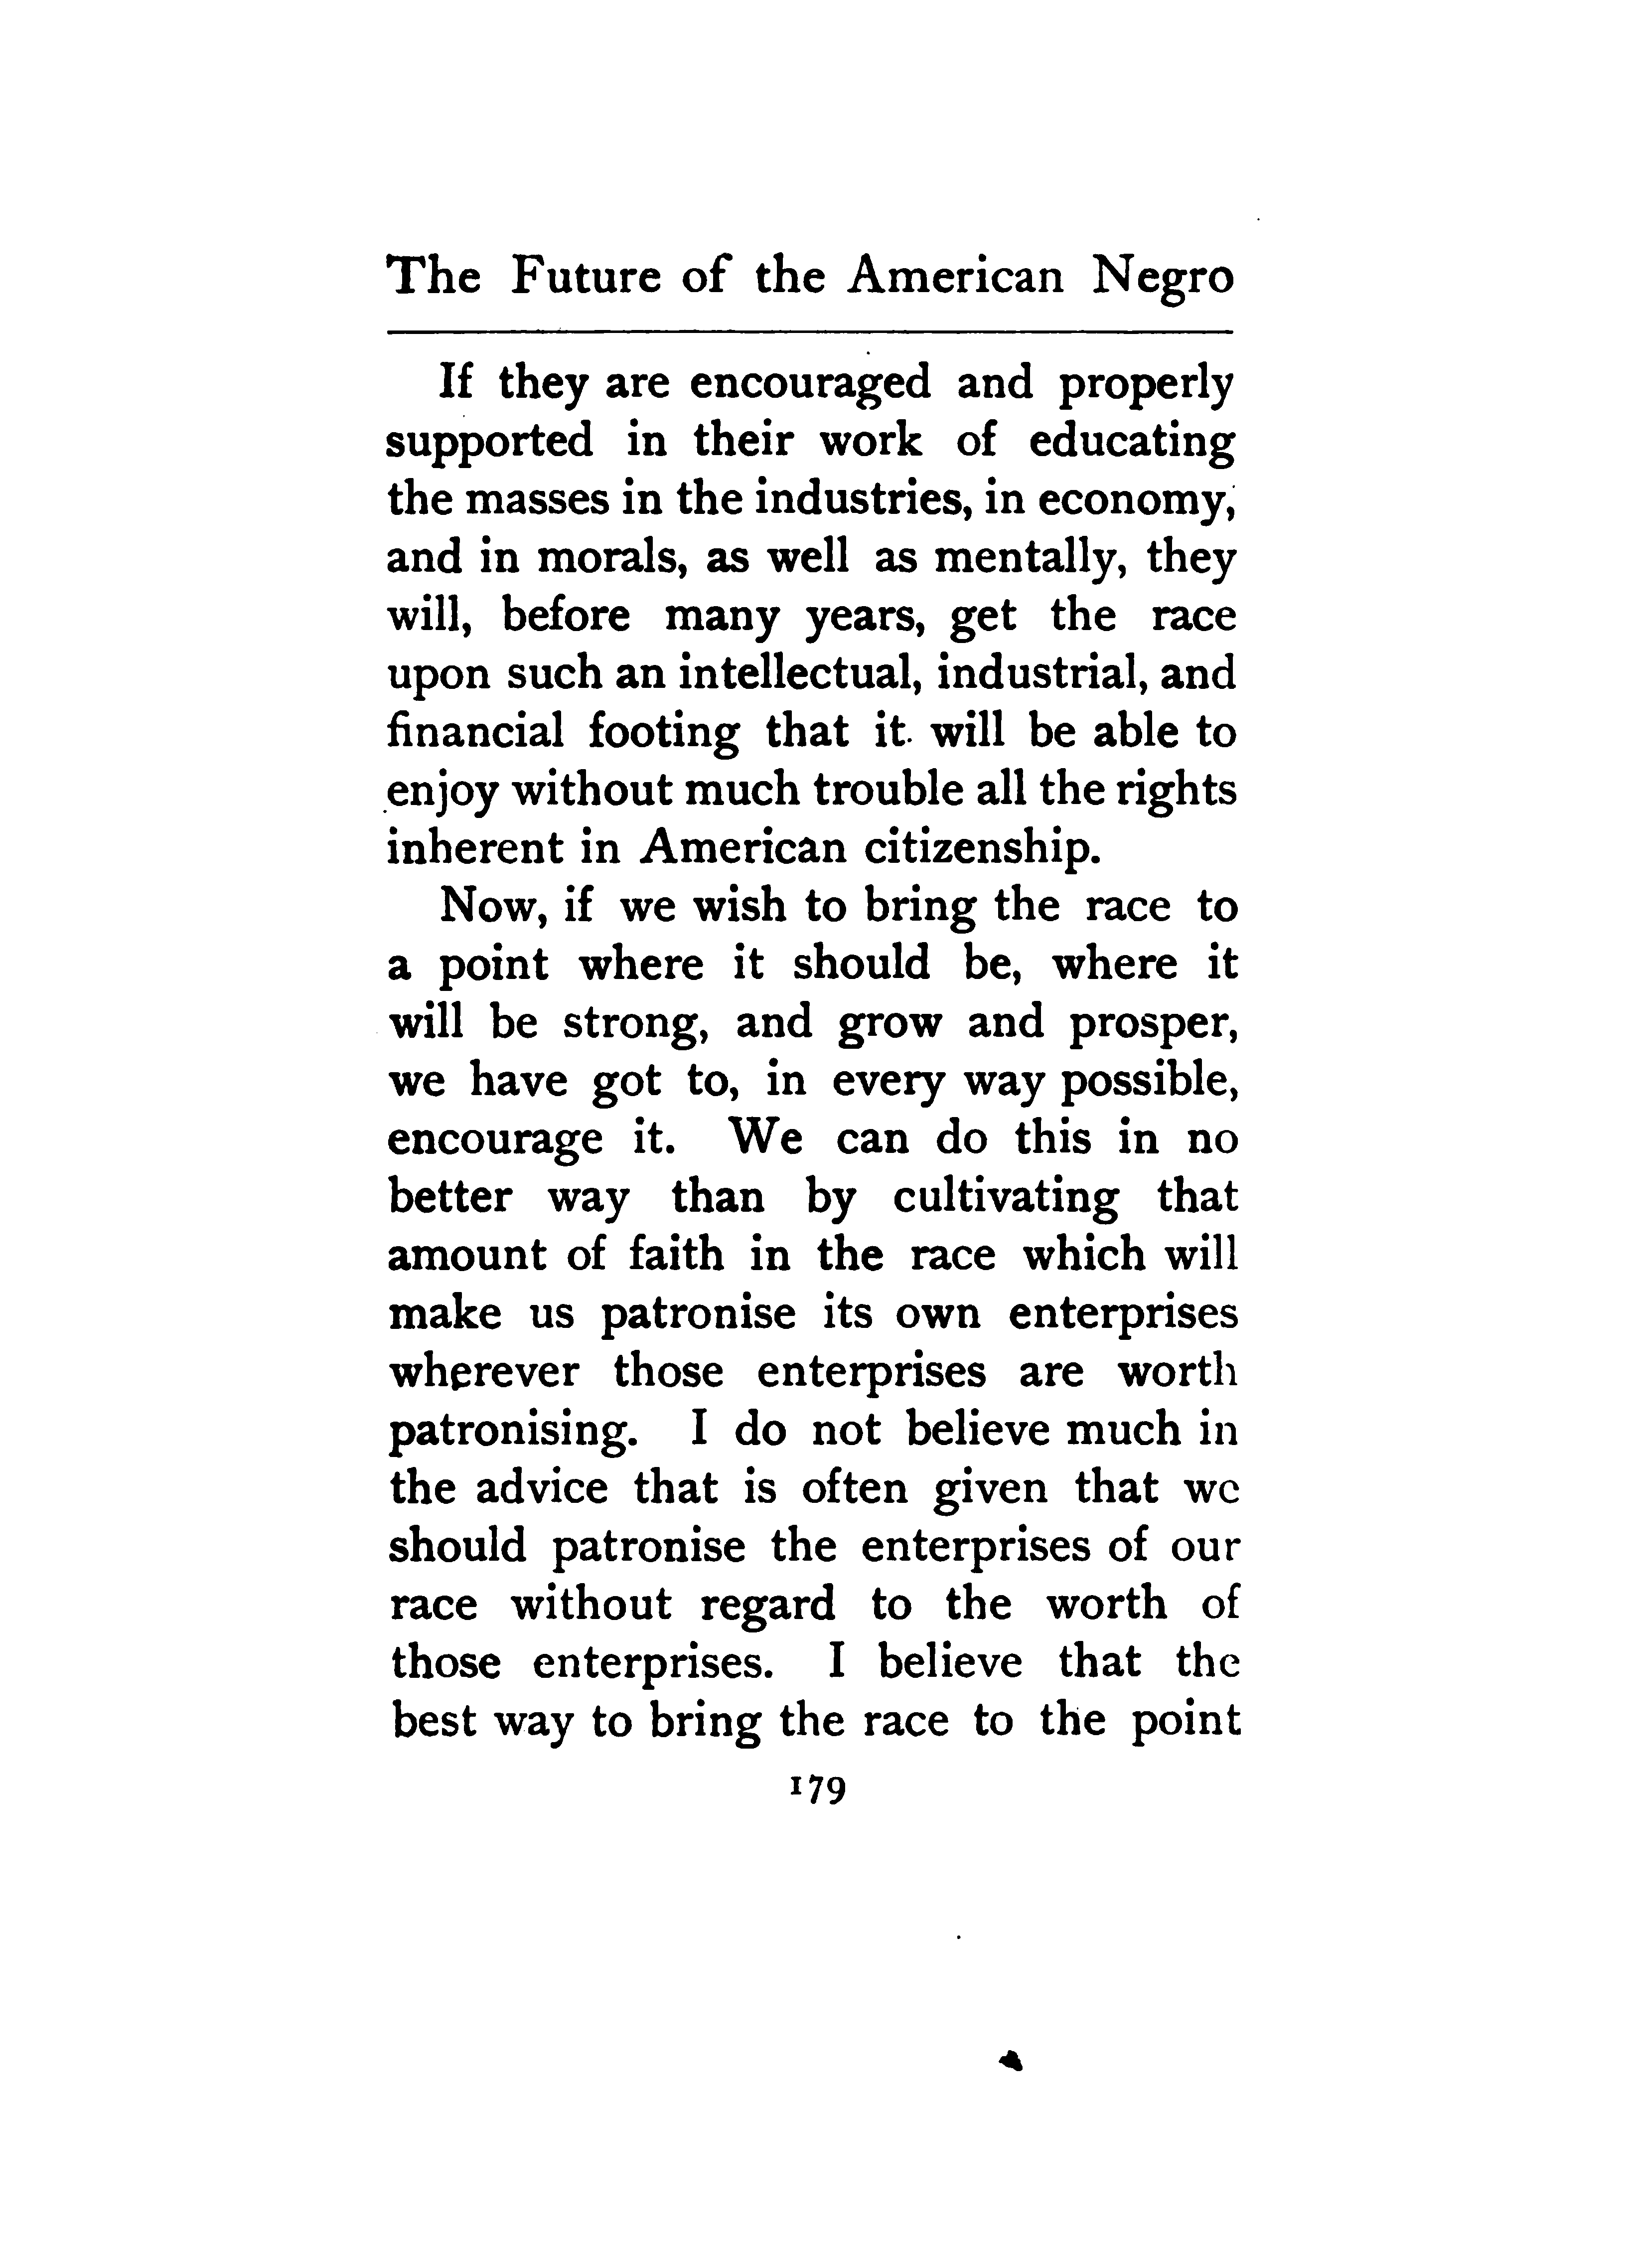 The Future of the American Negro
If they are encouraged and properly
supported in their work of educating
the masses in the industries, in economy,
and in morals, as well as mentally, they
will, before many years, get the race
upon such an intellectual, industrial, and
financial footing that it will be able to
enjoy without much trouble all the rights
inherent in American citizenship.
Now, if we wish to bring the race to
a point where it should be, where it
will be strong, and grow and prosper,
we have got to, in every way possible,
encourage it. We can do this in no
better way than by cultivating that
amount of faith in the race which will
make us patronise its own enterprises
wherever those enterprises are worth
patronising. I do not believe much in
the advice that is often given that we
should patronise the enterprises of our
race without regard to the worth of
those enterprises. I believe that the
best way to bring the race to the point
179